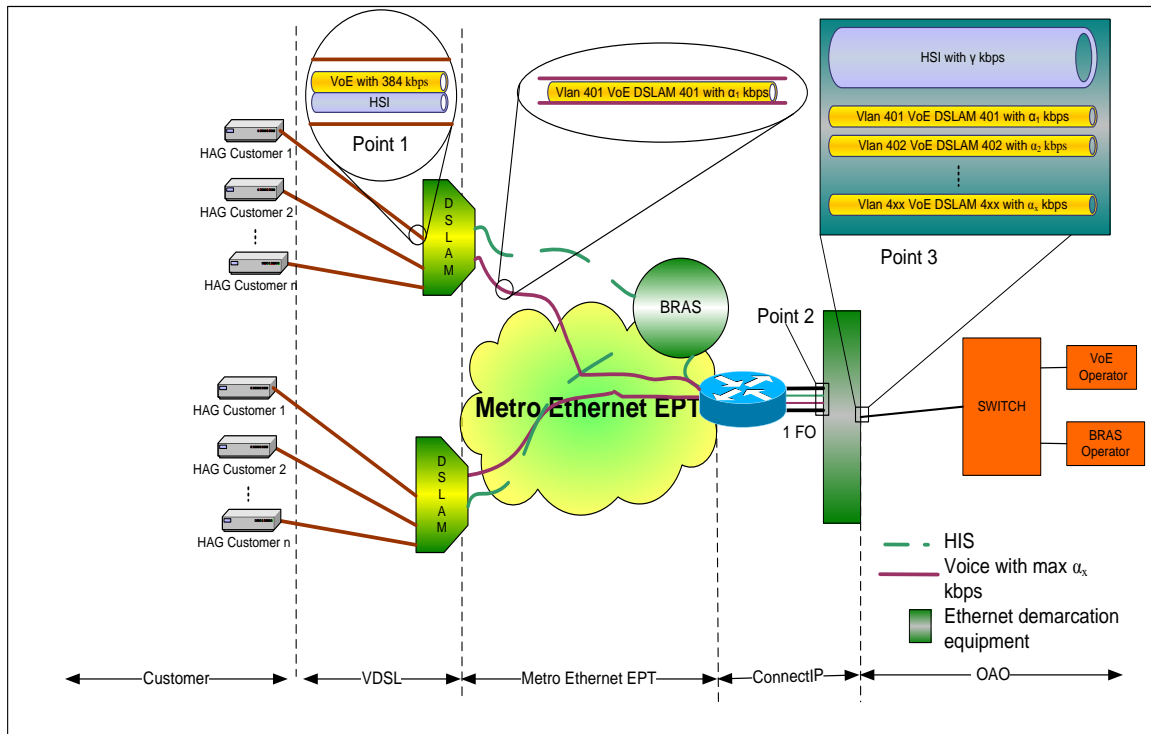 VoE with 384 kbps
HSI
Point 1
Vlan 401 VoE DSLAM 401 with α₁ kbps
HSI with γ kbps
Vlan 401 VoE DSLAM 401 with α₁ kbps
Vlan 402 VoE DSLAM 402 with α₂ kbps
Vlan 4xx VoE DSLAM 4xx with αₓ kbps
Point 3
HAG Customer 1
HAG Customer 2
HAG Customer n
DSLAM
BRAS
Point 2
Metro Ethernet EPT
1 FO
SWITCH
VoE
Operator
BRAS
Operator
HAG Customer 1
HAG Customer 2
HAG Customer n
DSLAM
HIS
Voice with max αₓ
kbps
Ethernet demarcation
equipment
Customer
VDSL
Metro Ethernet EPT
ConnectIP
OAO